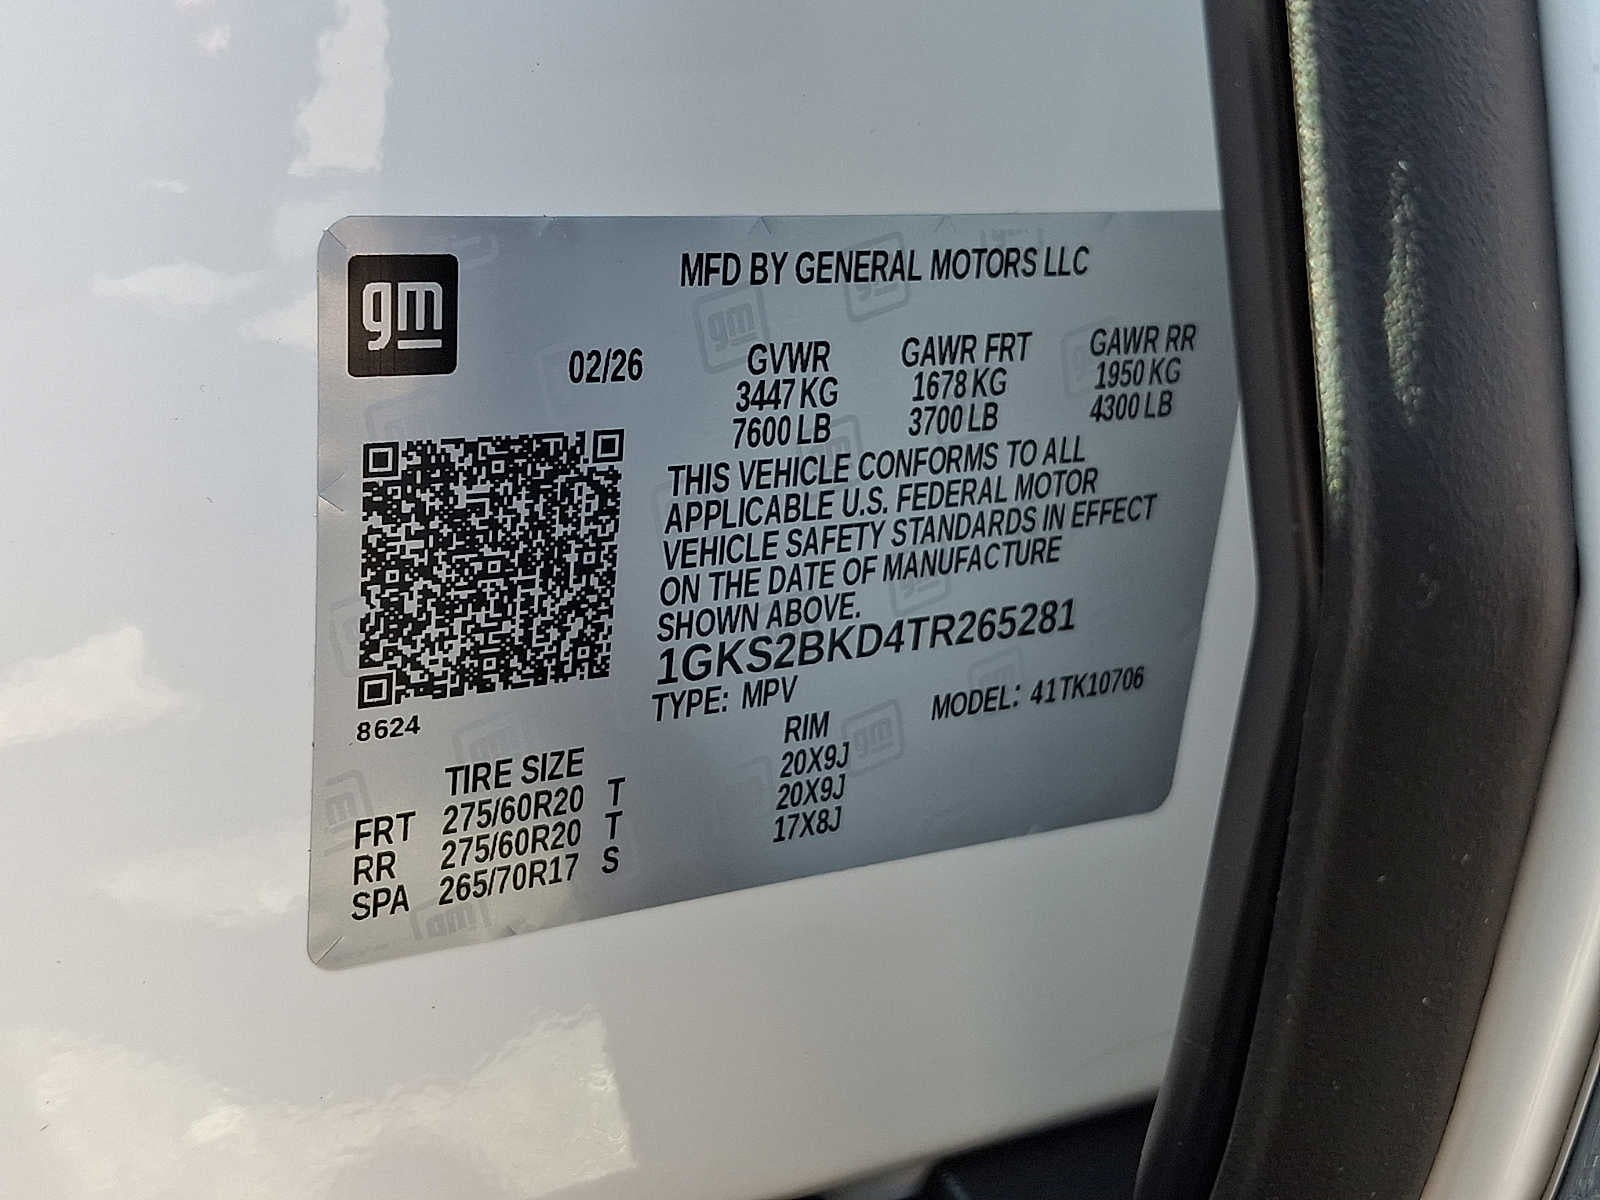 gm
MFD BY GENERAL MOTORS LLC
02/26 GVWR GAWR FRT GAWR RR
3447 KG 1678 KG 1950 KG
7600 LB 3700 LB 4300 LB
THIS VEHICLE CONFORMS TO ALL
APPLICABLE U.S. FEDERAL MOTOR
VEHICLE SAFETY STANDARDS IN EFFECT
ON THE DATE OF MANUFACTURE
SHOWN ABOVE.
1GKS2BKD4TR265281
TYPE: MPV MODEL: 41TK10706
8624
TIRE SIZE RIM
FRT 275/60R20 T 20X9J
RR 275/60R20 T 20X9J
SPA 265/70R17 S 17X8J